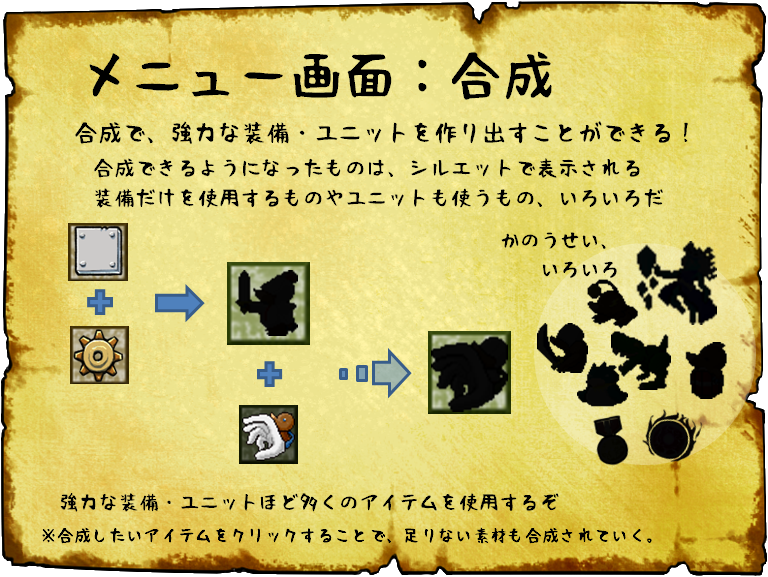 メニュー画面：合成
合成で、強力な装備・ユニットを作り出すことができる！
合成できるようになったものは、シルエットで表示される
装備だけを使用するものやユニットも使うもの、いろいろだ
かのうせい、
いろいろ
強力な装備・ユニットほど多くのアイテムを使用するぞ
※合成したいアイテムをクリックすることで、足りない素材も合成されていく。